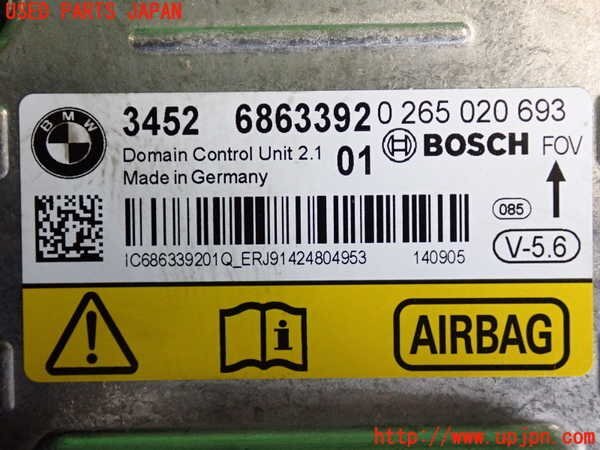 USED PARTS JAPAN
BMW
3452 6863392 0 265 020 693
Domain Control Unit 2.1 01 BOSCH FOV
Made in Germany
085
V-5.6
IC686339201Q_ERJ91424804953 140905
AIRBAG
http://www.upjpn.com/